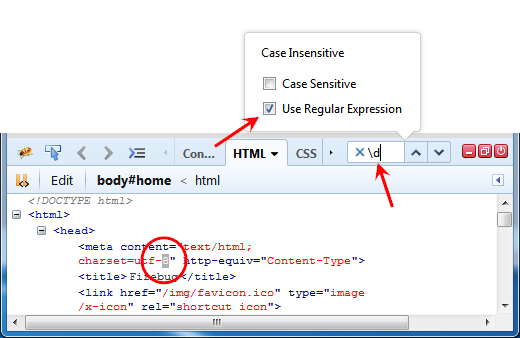 Case Insensitive
Case Sensitive
Use Regular Expression
Con... HTML CSS \d
Edit body#home < html
<!DOCTYPE html>
<html>
<head>
<meta content="text/html;
charset=utf-8" http-equiv="Content-Type">
<title>Firebug</title>
<link href="/img/favicon.ico" type="image
/x-icon" rel="shortcut icon">